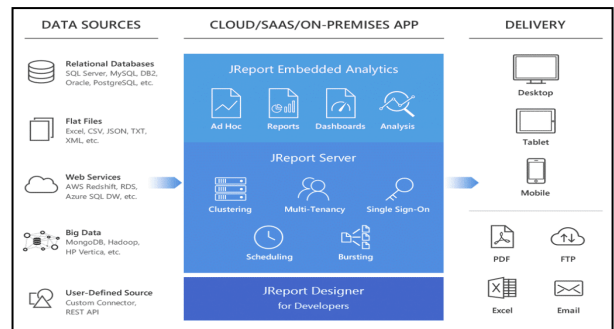 DATA SOURCES
Relational Databases
SQL Server, MySQL, DB2,
Oracle, PostgreSQL, etc.
Flat Files
Excel, CSV, JSON, TXT,
XML, etc.
Web Services
AWS Redshift, RDS,
Azure SQL DW, etc.
Big Data
MongoDB, Hadoop,
HP Vertica, etc.
User-Defined Source
Custom Connector,
REST API
CLOUD/SAAS/ON-PREMISES APP
JReport Embedded Analytics
Ad Hoc Reports Dashboards Analysis
JReport Server
Clustering Multi-Tenancy Single Sign-On
Scheduling Bursting
JReport Designer
for Developers
DELIVERY
Desktop
Tablet
Mobile
PDF FTP
Excel Email